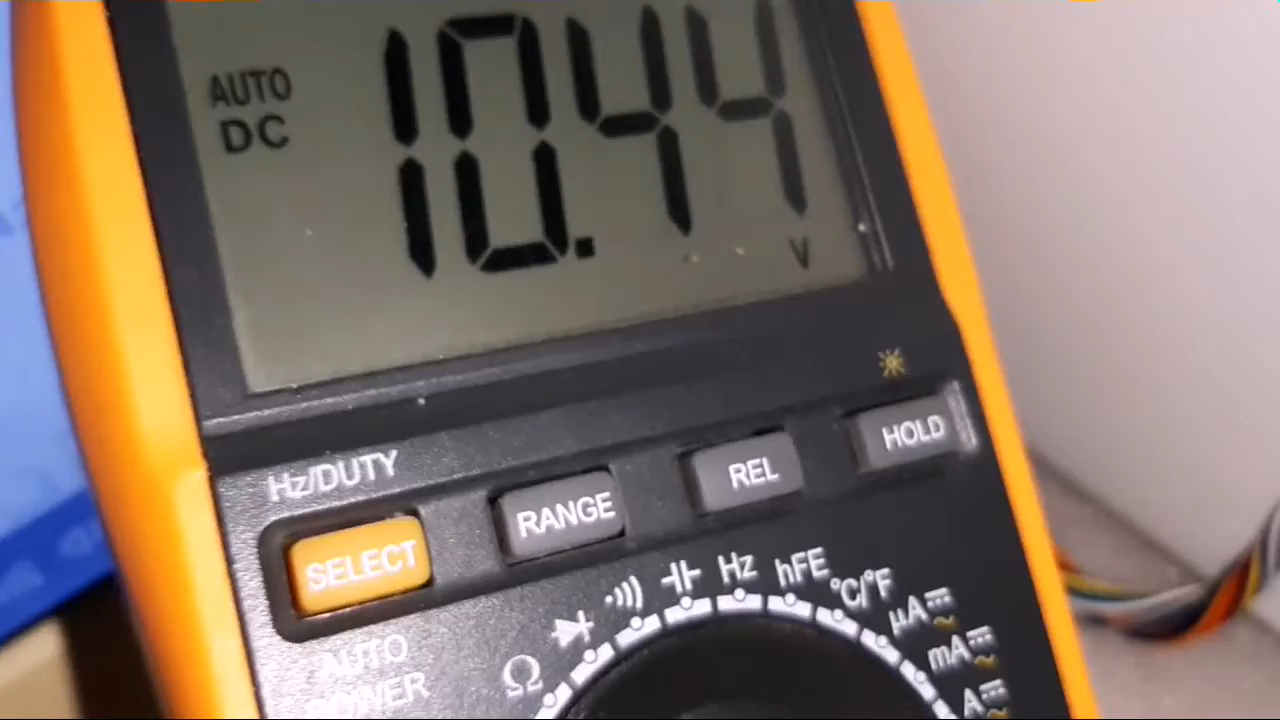 AUTO
DC
10.44
V
HOLD
REL
RANGE
Hz/DUTY
SELECT
AUTO
POWER
Ω
Hz
hFE
°C/°F
µA
mA
A